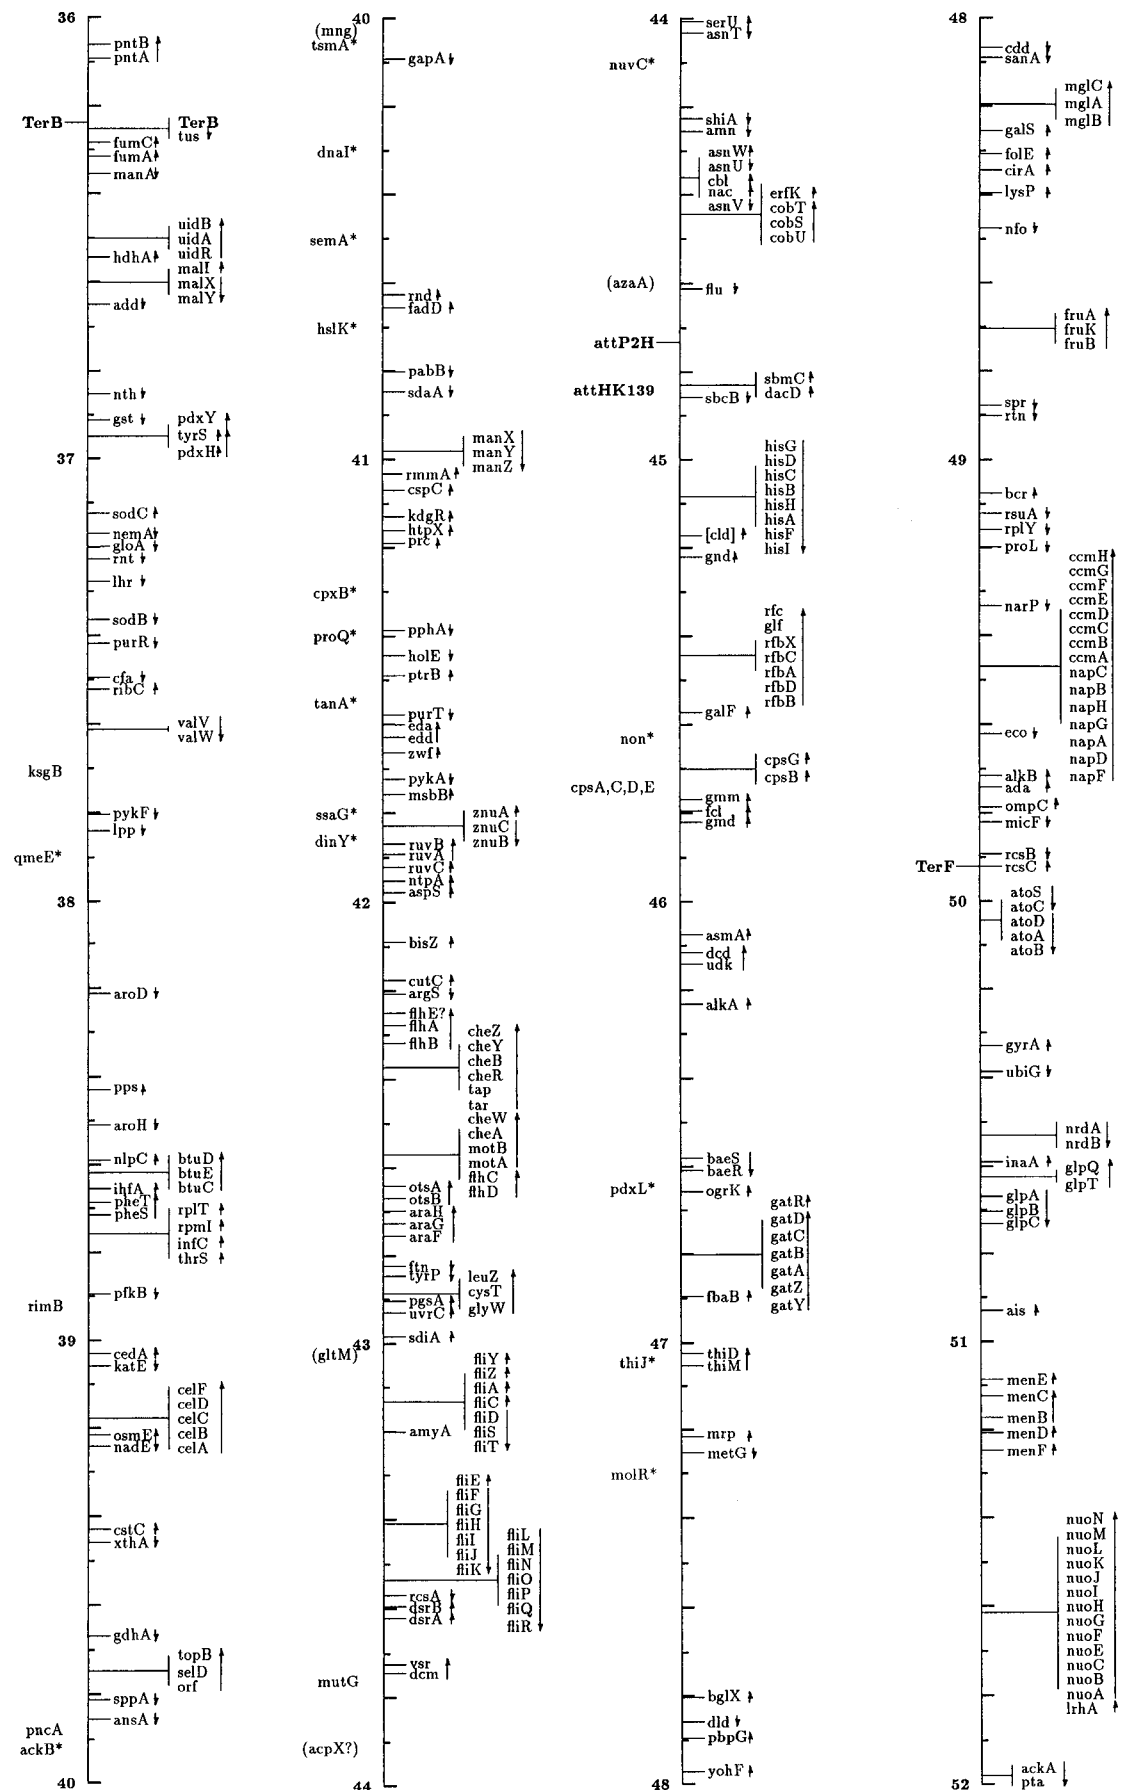 36
pntB
pntA
TerB
TerB
tus
fumC
fumA
manA
uidB
uidA
uidR
hdhA
malI
malX
malY
add
nth
gst
pdxY
tyrS
pdxH
37
sodC
nemA
gloA
rnt
lhr
sodB
purR
cfa
ribC
valV
valW
ksgB
pykF
lpp
qmeE*
38
aroD
pps
aroH
nlpC
btuD
btuE
btuC
ihfA
pheT
pheS
rplT
rpmI
infC
thrS
pfkB
rimB
39
cedA
katE
celF
celD
celC
celB
celA
osmE
nadE
cstC
xthA
gdhA
topB
selD
orf
sppA
ansA
pncA
ackB*
40
40
(mng)
tsmA*
gapA
dnaI*
semA*
rnd
fadD
hslK*
pabB
sdaA
manX
manY
manZ
41
rmmA
cspC
kdgR
htpX
prc
cpxB*
pphA
proQ*
holE
ptrB
tanA*
purT
eda
edd
zwf
pykA
msbB
ssaG*
znuA
znuC
znuB
dinY*
ruvB
ruvA
ruvC
ntpA
aspS
42
bisZ
cutC
argS
flhE?
flhA
flhB
cheZ
cheY
cheB
cheR
tap
tar
cheW
cheA
motB
motA
flhC
flhD
otsA
otsB
araH
araG
araF
ftn
tyrP
leuZ
cysT
glyW
pgsA
uvrC
sdiA
43
(gltM)
fliY
fliZ
fliA
fliC
fliD
fliS
fliT
amyA
fliE
fliF
fliG
fliH
fliI
fliJ
fliK
fliL
fliM
fliN
fliO
fliP
fliQ
fliR
rcsA
dsrB
dsrA
vsr
dcm
mutG
(acpX?)
44
44
serU
asnT
nuvC*
shiA
amn
asnW
asnU
cbl
nac
asnV
erfK
cobT
cobS
cobU
(azaA)
flu
attP2H
attHK139
sbmC
dacD
sbcB
45
hisG
hisD
hisC
hisB
hisH
hisA
hisF
hisI
[cld]
gnd
rfc
glf
rfbX
rfbC
rfbA
rfbD
rfbB
galF
non*
cpsG
cpsB
cpsA,C,D,E
gmm
fcl
gmd
46
asmA
dcd
udk
alkA
baeS
baeR
pdxL*
ogrK
gatR
gatD
gatC
gatB
gatA
gatZ
gatY
fbaB
47
thiD
thiJ*
thiM
mrp
metG
molR*
bglX
dld
pbpG
yohF
48
48
cdd
sanA
mglC
mglA
mglB
galS
folE
cirA
lysP
nfo
fruA
fruK
fruB
spr
rtn
49
bcr
rsuA
rplY
proL
ccmH
ccmG
ccmF
ccmE
ccmD
ccmC
ccmB
ccmA
napC
napB
napH
napG
napA
napD
napF
narP
eco
alkB
ada
ompC
micF
rcsB
TerF
rcsC
50
atoS
atoC
atoD
atoA
atoB
gyrA
ubiG
nrdA
nrdB
inaA
glpQ
glpT
glpA
glpB
glpC
ais
51
menE
menC
menB
menD
menF
nuoN
nuoM
nuoL
nuoK
nuoJ
nuoI
nuoH
nuoG
nuoF
nuoE
nuoC
nuoB
nuoA
lrhA
ackA
pta
52